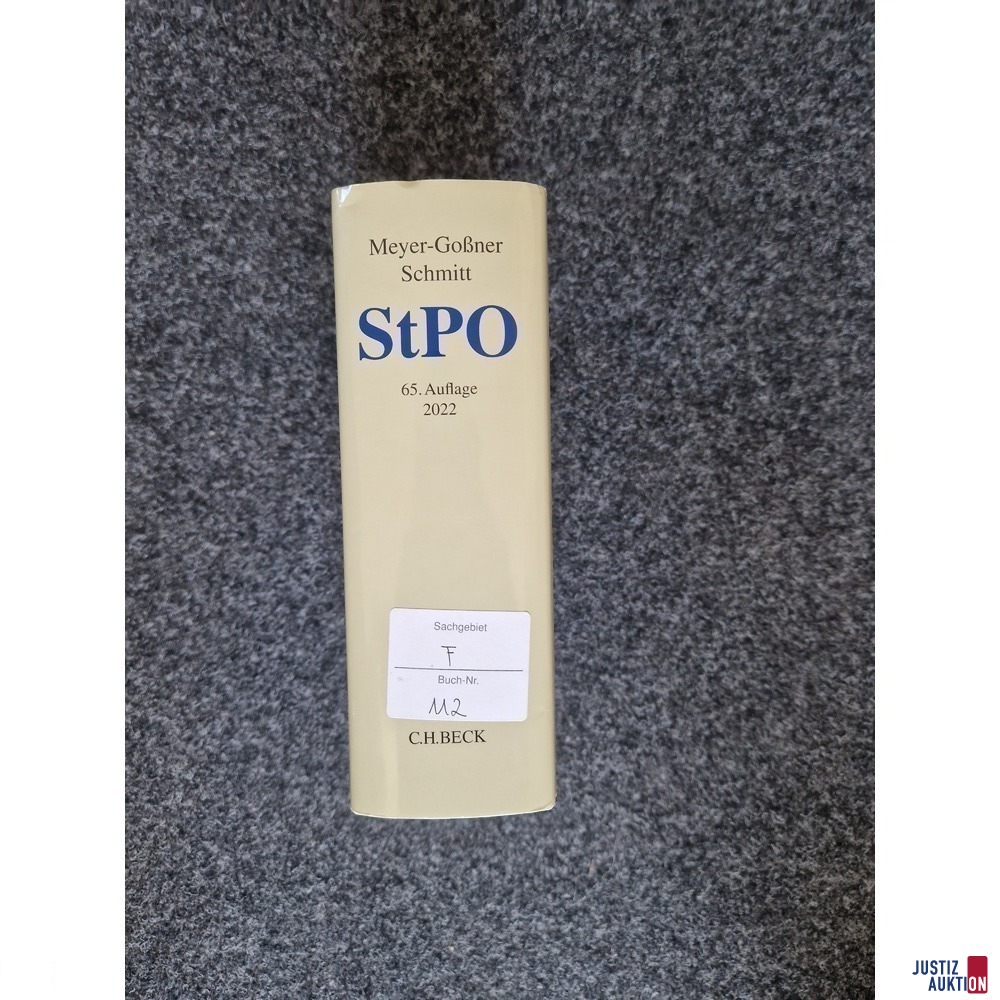 Meyer-Goßner
Schmitt
StPO
65. Auflage
2022
Sachgebiet
F
Buch-Nr.
112
C.H.BECK
JUSTIZ
AUKTION